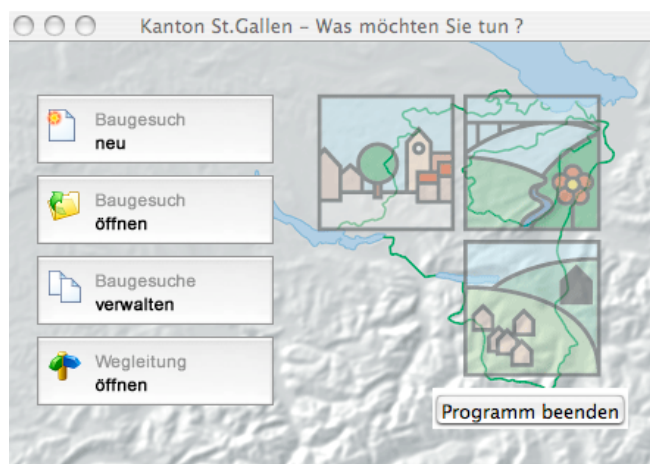 Kanton St.Gallen – Was möchten Sie tun ?
Baugesuch
neu
Baugesuch
öffnen
Baugesuche
verwalten
Wegleitung
öffnen
Programm beenden